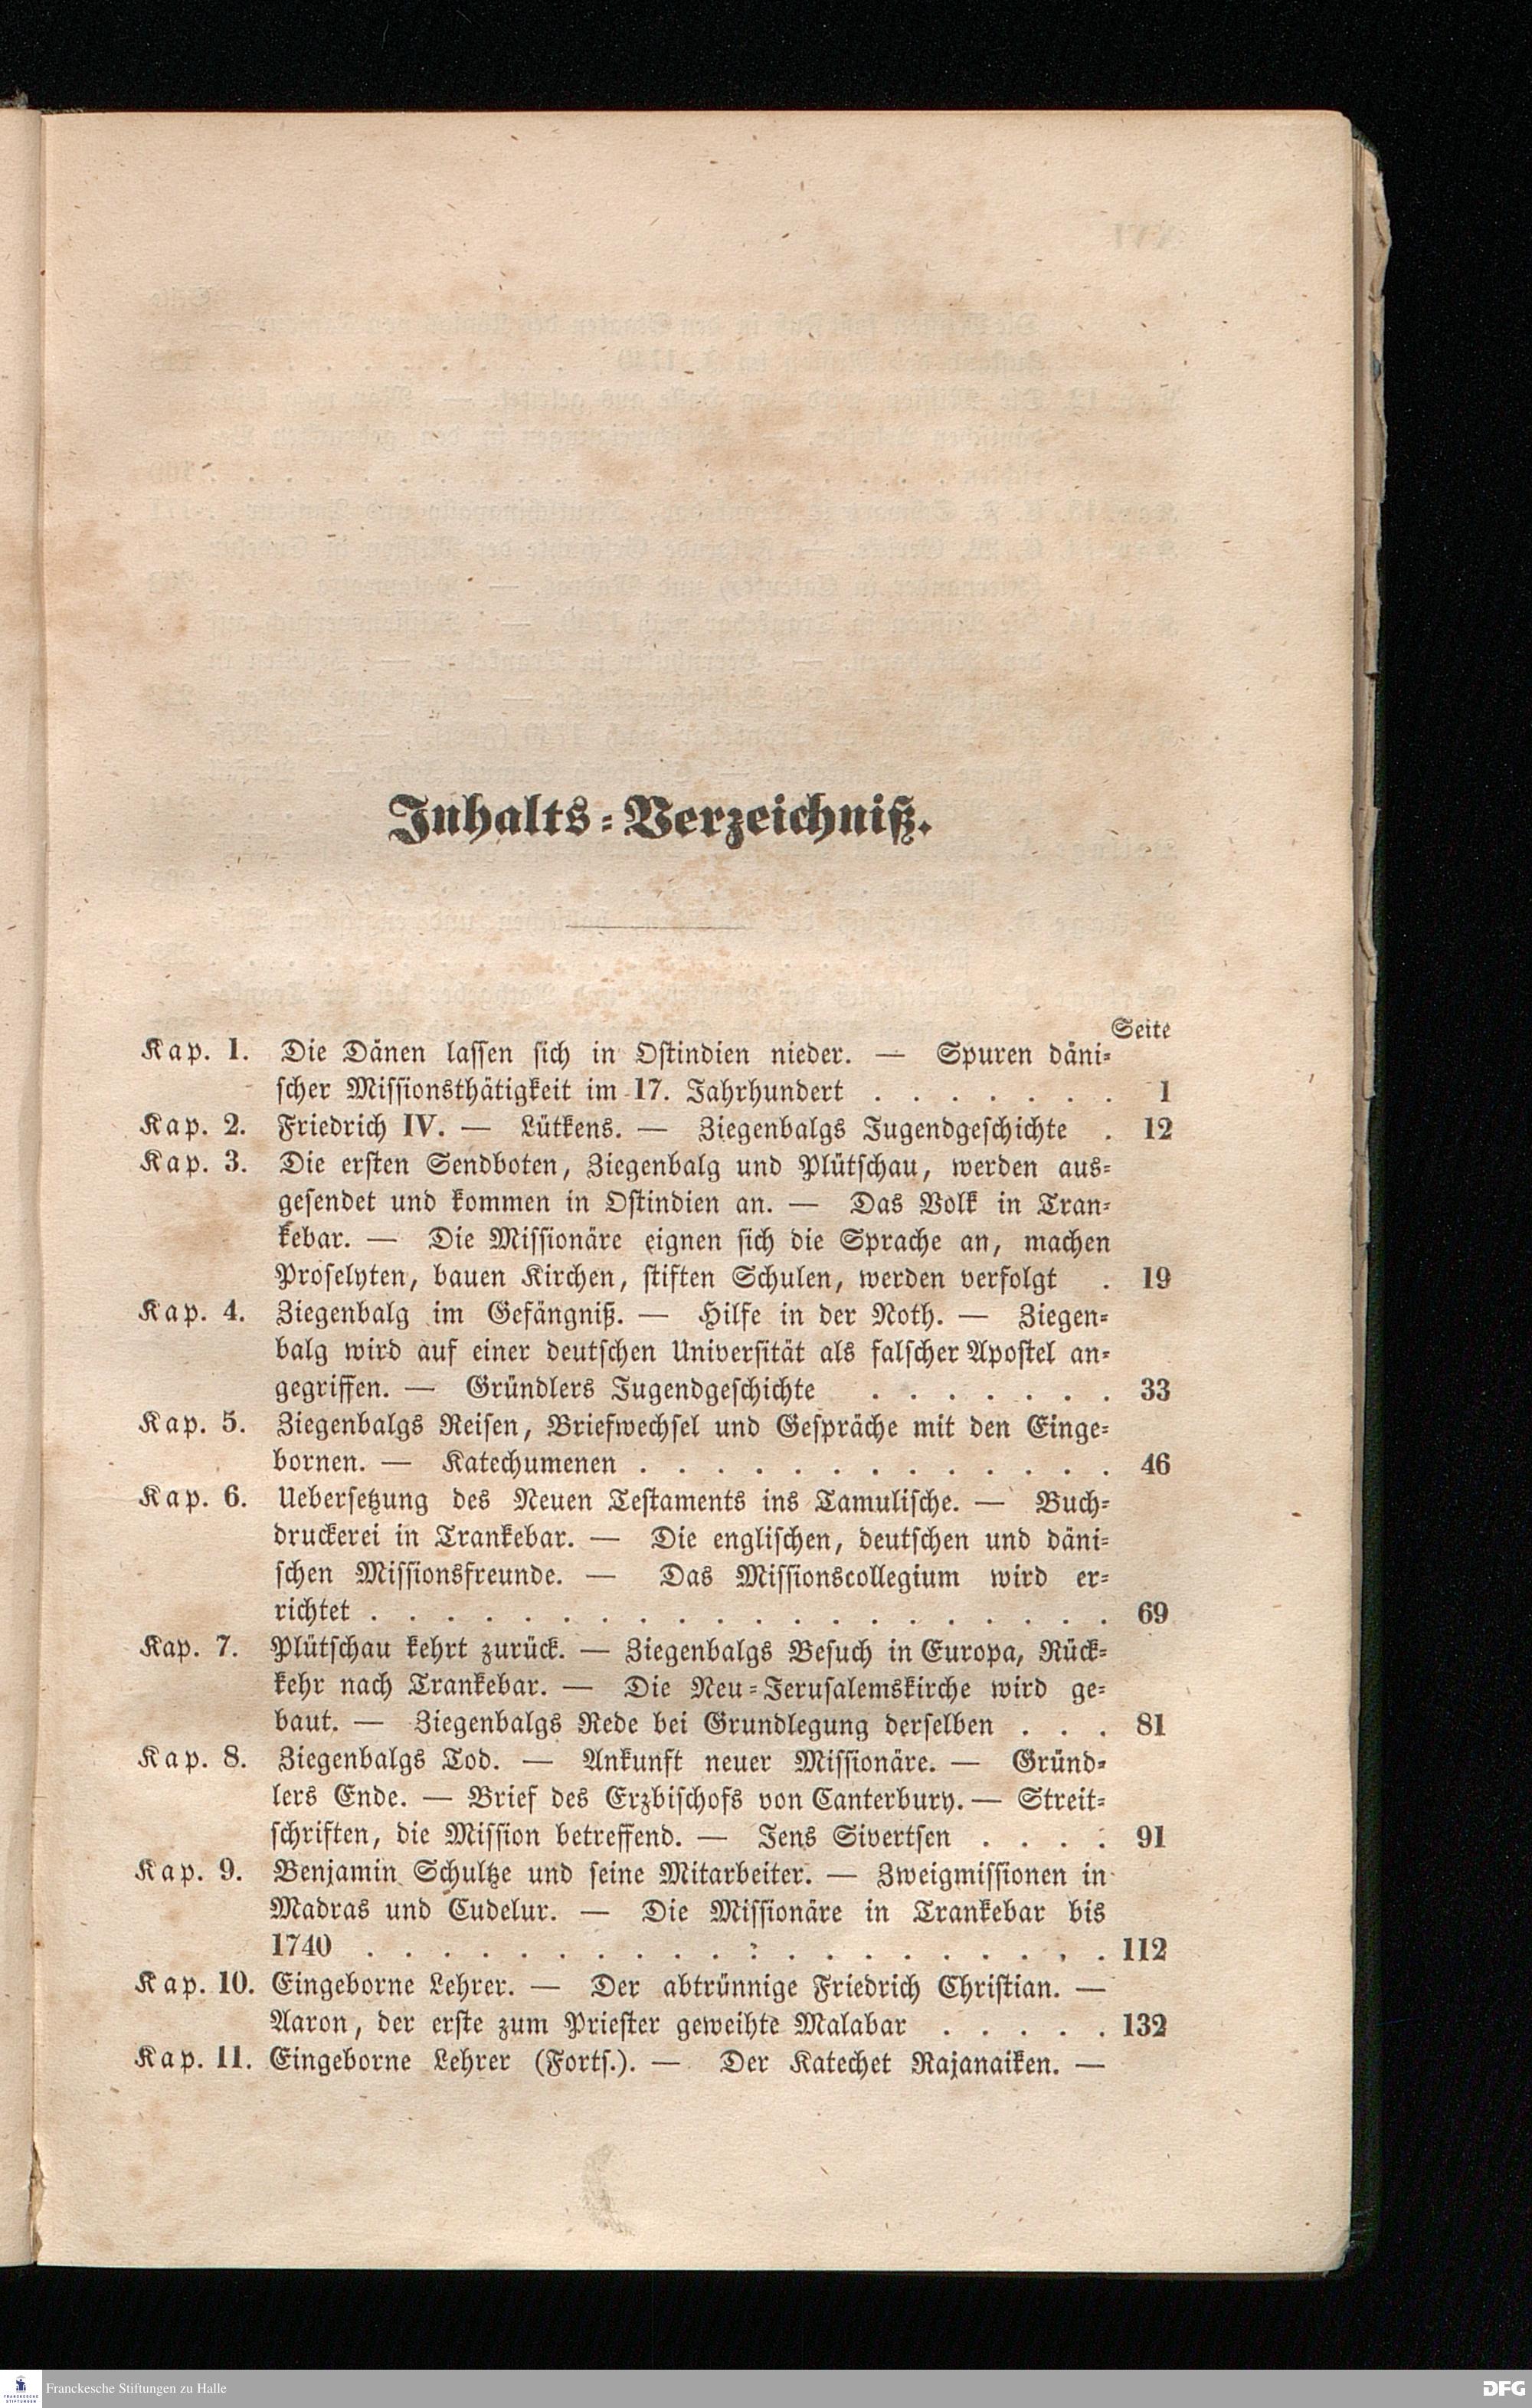 Inhalts-Verzeichniß.
Seite
Kap. 1. Die Dänen lassen sich in Ostindien nieder. — Spuren däni-
scher Missionsthätigkeit im 17. Jahrhundert . . . . . . . 1
Kap. 2. Friedrich IV. — Lütkens. — Ziegenbalgs Jugendgeschichte . 12
Kap. 3. Die ersten Sendboten, Ziegenbalg und Plütschau, werden aus-
gesendet und kommen in Ostindien an. — Das Volk in Tran-
kebar. — Die Missionäre eignen sich die Sprache an, machen
Proselyten, bauen Kirchen, stiften Schulen, werden verfolgt . 19
Kap. 4. Ziegenbalg im Gefängniß. — Hilfe in der Noth. — Ziegen-
balg wird auf einer deutschen Universität als falscher Apostel an-
gegriffen. — Gründlers Jugendgeschichte . . . . . . . 33
Kap. 5. Ziegenbalgs Reisen, Briefwechsel und Gespräche mit den Einge-
bornen. — Katechumenen . . . . . . . . . . . . . 46
Kap. 6. Uebersetzung des Neuen Testaments ins Tamulische. — Buch-
druckerei in Trankebar. — Die englischen, deutschen und däni-
schen Missionsfreunde. — Das Missionscollegium wird er-
richtet . . . . . . . . . . . . . . . . . . . . 69
Kap. 7. Plütschau kehrt zurück. — Ziegenbalgs Besuch in Europa, Rück-
kehr nach Trankebar. — Die Neu-Jerusalemskirche wird ge-
baut. — Ziegenbalgs Rede bei Grundlegung derselben . . . 81
Kap. 8. Ziegenbalgs Tod. — Ankunft neuer Missionäre. — Gründ-
lers Ende. — Brief des Erzbischofs von Canterbury. — Streit-
schriften, die Mission betreffend. — Jens Sivertsen . . . . 91
Kap. 9. Benjamin Schultze und seine Mitarbeiter. — Zweigmissionen in
Madras und Cudelur. — Die Missionäre in Trankebar bis
1740 . . . . . . . . . . . . . . . . . . . . 112
Kap. 10. Eingeborne Lehrer. — Der abtrünnige Friedrich Christian. —
Aaron, der erste zum Priester geweihte Malabar . . . . . 132
Kap. 11. Eingeborne Lehrer (Forts.). — Der Katechet Rajanaiken. —
FRANCKESCHE STIFTUNGEN
Franckesche Stiftungen zu Halle
DFG